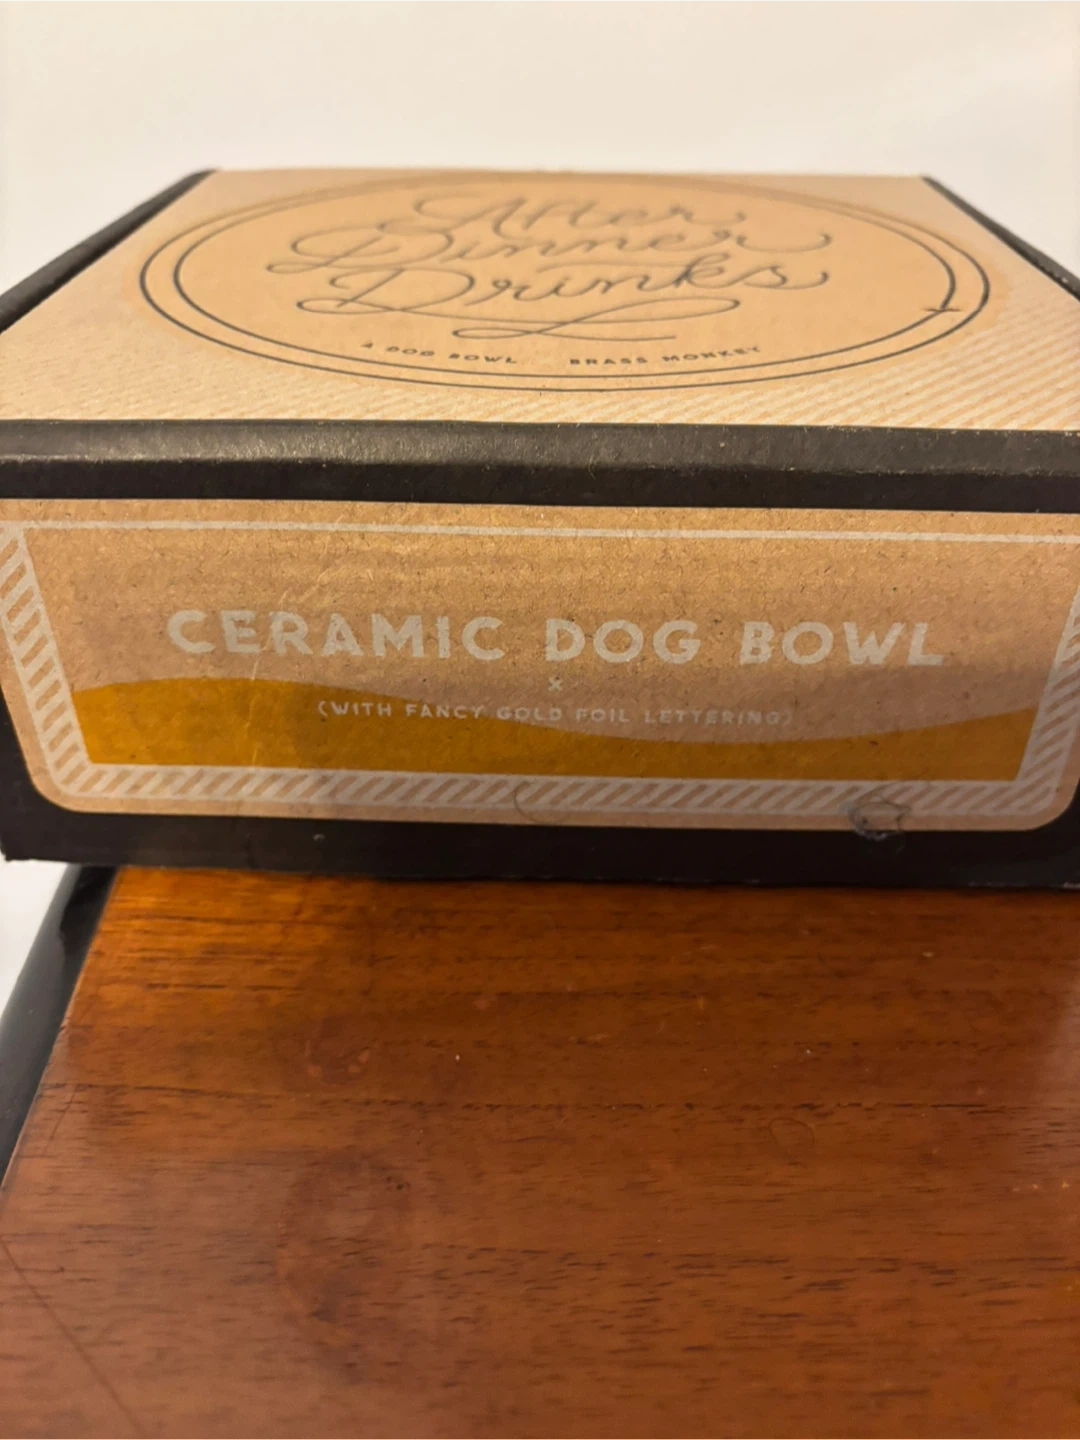 After
Dinner
Drinks
A DOG BOWL BRASS MONKEY
CERAMIC DOG BOWL
x
(WITH FANCY GOLD FOIL LETTERING)